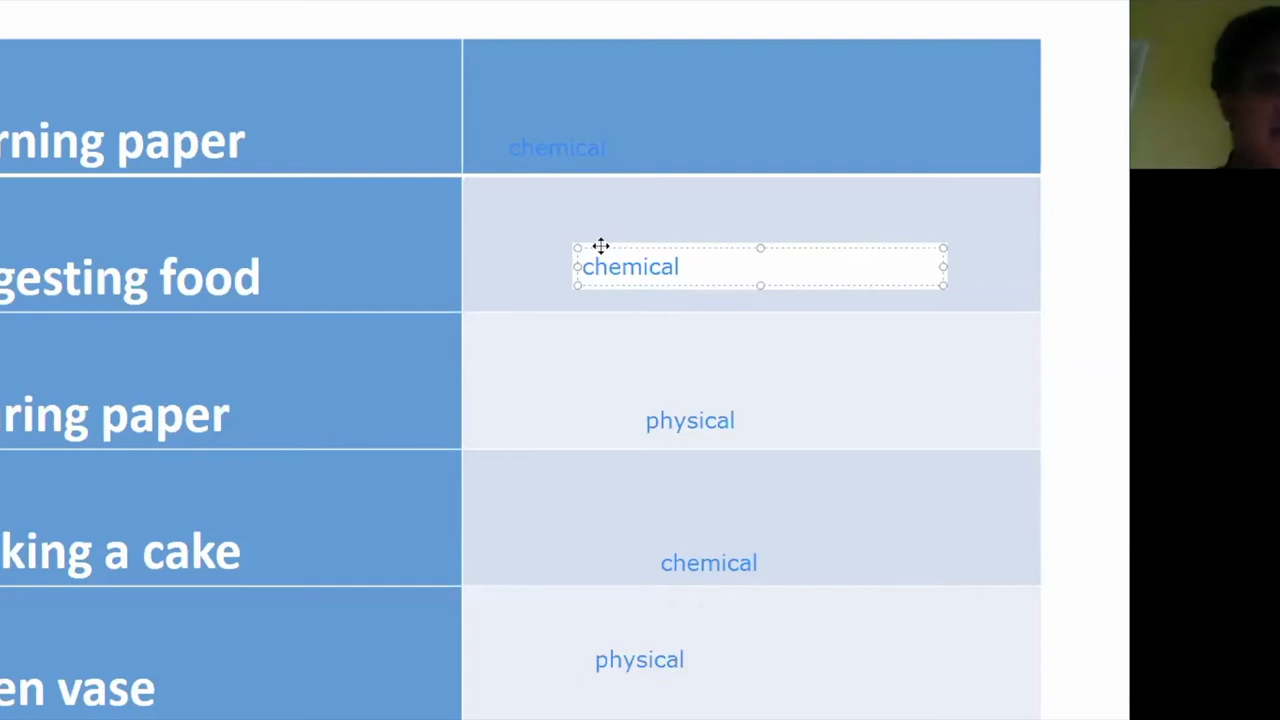 rning paper
chemical
gesting food
chemical
ring paper
physical
king a cake
chemical
en vase
physical